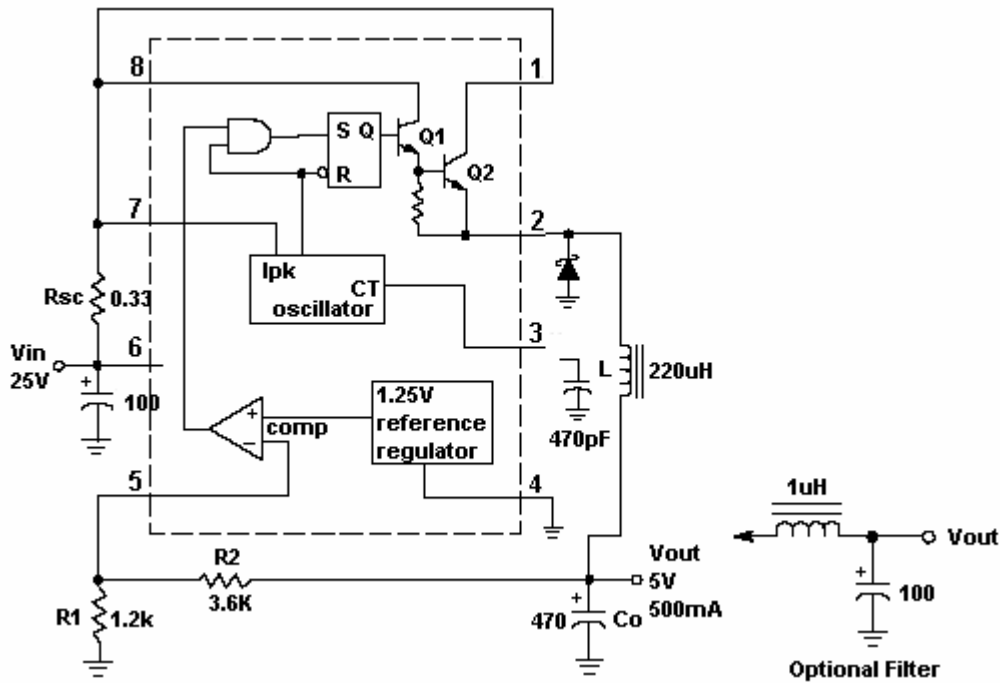 8
1
S Q
Q1
R
Q2
7
2
Ipk
CT
oscillator
Rsc 0.33
3
Vin
25V
6
+
100
L
220uH
1.25V
reference
regulator
+
comp
−
470pF
5
4
1uH
Vout
R2
3.6K
Vout
5V
500mA
+
470
Co
R1
1.2k
+
100
Optional Filter